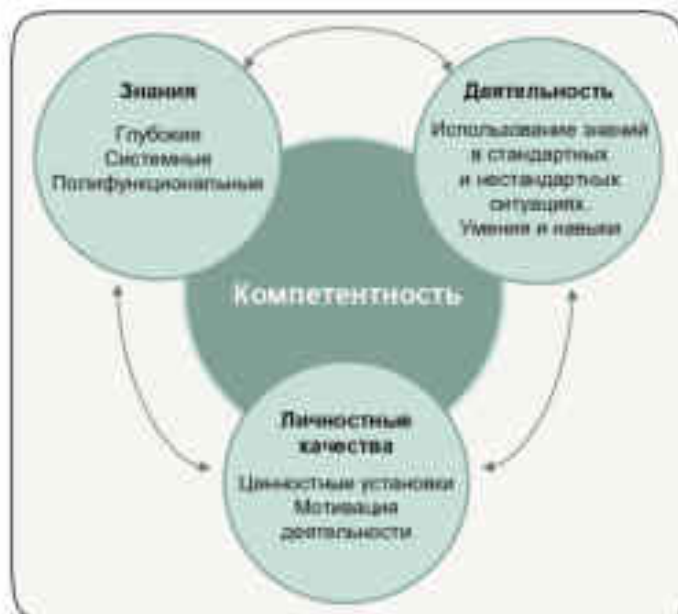 Знания
Глубокие
Системные
Полифункциональные
Деятельность
Использование знаний
в стандартных
и нестандартных
ситуациях.
Умения и навыки
Компетентность
Личностные
качества
Ценностные установки
Мотивация
деятельности